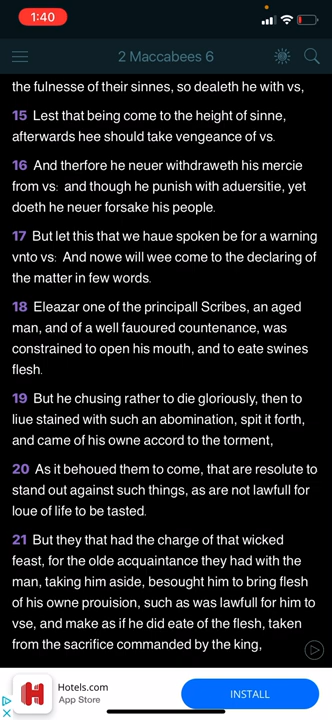 1:40
2 Maccabees 6
the fulnesse of their sinnes, so dealeth he with vs,
15 Lest that being come to the height of sinne,
afterwards hee should take vengeance of vs.
16 And therfore he neuer withdraweth his mercie
from vs: and though he punish with aduersitie, yet
doeth he neuer forsake his people.
17 But let this that we haue spoken be for a warning
vnto vs: And nowe will wee come to the declaring of
the matter in few words.
18 Eleazar one of the principall Scribes, an aged
man, and of a well fauoured countenance, was
constrained to open his mouth, and to eate swines
flesh.
19 But he chusing rather to die gloriously, then to
liue stained with such an abomination, spit it forth,
and came of his owne accord to the torment,
20 As it behoued them to come, that are resolute to
stand out against such things, as are not lawfull for
loue of life to be tasted.
21 But they that had the charge of that wicked
feast, for the olde acquaintance they had with the
man, taking him aside, besought him to bring flesh
of his owne prouision, such as was lawfull for him to
vse, and make as if he did eate of the flesh, taken
from the sacrifice commanded by the king,
Hotels.com
App Store
INSTALL